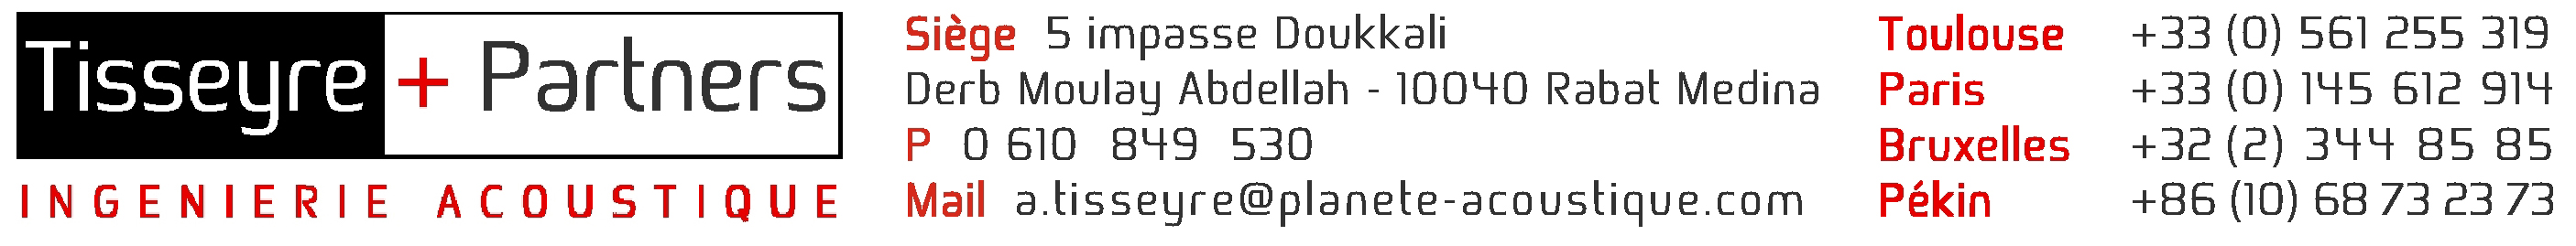 Tisseyre + Partners
INGENIERIE ACOUSTIQUE
Siège 5 impasse Doukkali
Derb Moulay Abdellah - 10040 Rabat Medina
P 0 610 849 530
Mail a.tisseyre@planete-acoustique.com
Toulouse +33 (0) 561 255 319
Paris +33 (0) 145 612 914
Bruxelles +32 (2) 344 85 85
Pékin +86 (10) 68 73 23 73